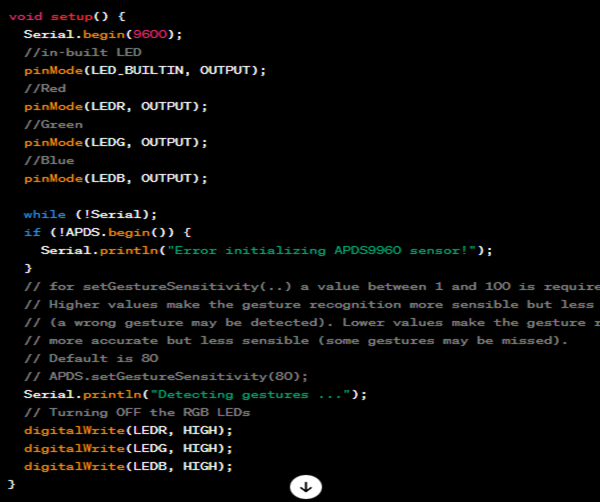 void setup() {
  Serial.begin(9600);
  //in-built LED
  pinMode(LED_BUILTIN, OUTPUT);
  //Red
  pinMode(LEDR, OUTPUT);
  //Green
  pinMode(LEDG, OUTPUT);
  //Blue
  pinMode(LEDB, OUTPUT);
  while (!Serial);
  if (!APDS.begin()) {
    Serial.println("Error initializing APDS9960 sensor!");
  }
  // for setGestureSensitivity(..) a value between 1 and 100 is require
  // Higher values make the gesture recognition more sensible but less
  // (a wrong gesture may be detected). Lower values make the gesture
  // more accurate but less sensible (some gestures may be missed).
  // Default is 80
  // APDS.setGestureSensitivity(80);
  Serial.println("Detecting gestures ...");
  // Turning OFF the RGB LEDs
  digitalWrite(LEDR, HIGH);
  digitalWrite(LEDG, HIGH);
  digitalWrite(LEDB, HIGH);
}